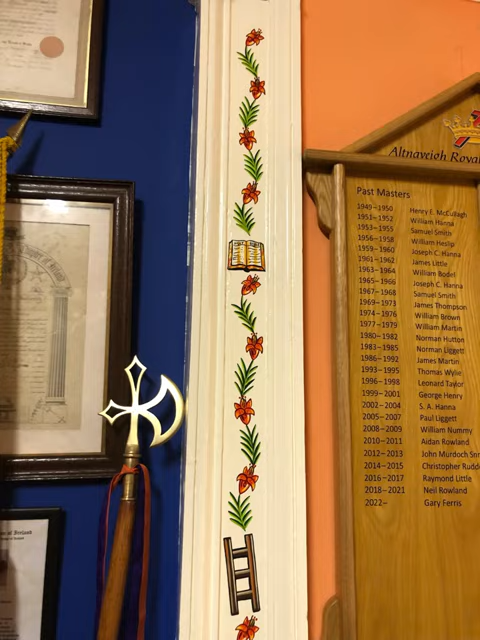 Altnaveigh Royal
Past Masters
1949–1950 Henry E. McCullagh
1951–1952 William Hanna
1953–1955 Samuel Smith
1956–1958 William Heslip
1959–1960 Joseph C. Hanna
1961–1962 James Little
1963–1964 William Bodel
1965–1966 Joseph C. Hanna
1967–1968 Samuel Smith
1969–1973 James Thompson
1974–1976 William Brown
1977–1979 William Martin
1980–1982 Norman Hutton
1983–1985 Norman Liggett
1986–1992 James Martin
1993–1995 Thomas Wylie
1996–1998 Leonard Taylor
1999–2001 George Henry
2002–2004 S. A. Hanna
2005–2007 Paul Liggett
2008–2009 William Nummy
2010–2011 Aidan Rowland
2012–2013 John Murdoch
2014–2015 Christopher
2016–2017 Raymond Little
2018–2021 Neil Rowland
2022– Gary Ferris